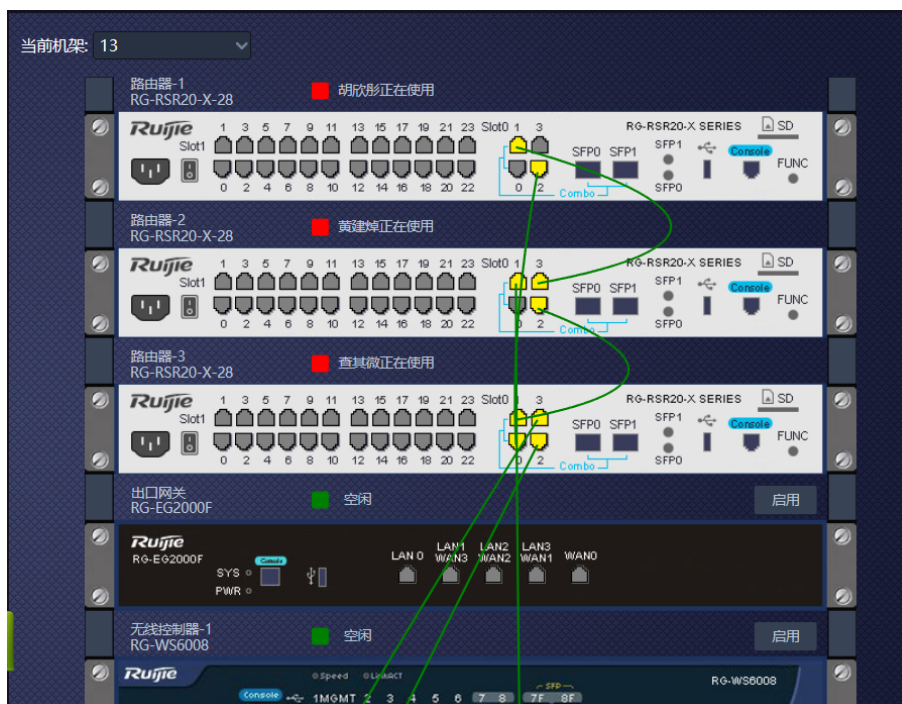 当前机架: 13
路由器-1
RG-RSR20-X-28
胡欣彤正在使用
Ruijie
1 3 5 7 9 11 13 15 17 19 21 23 Slot0 1 3
RG-RSR20-X SERIES
SD
Slot1
SFP0 SFP1
SFP1
Console
FUNC
0 2 4 6 8 10 12 14 16 18 20 22 0 2
Combo
SFP0
路由器-2
RG-RSR20-X-28
黄建焯正在使用
Ruijie
1 3 5 7 9 11 13 15 17 19 21 23 Slot0 1 3
RG-RSR20-X SERIES
SD
Slot1
SFP0 SFP1
SFP1
Console
FUNC
0 2 4 6 8 10 12 14 16 18 20 22 0 2
Combo
SFP0
路由器-3
RG-RSR20-X-28
查其微正在使用
Ruijie
1 3 5 7 9 11 13 15 17 19 21 23 Slot0 1 3
RG-RSR20-X SERIES
SD
Slot1
SFP0 SFP1
SFP1
Console
FUNC
0 2 4 6 8 10 12 14 16 18 20 22 0 2
Combo
SFP0
出口网关
RG-EG2000F
空闲
启用
Ruijie
RG-EG2000F
Console
SYS
PWR
LAN1 LAN2 LAN3
LAN 0 WAN3 WAN2 WAN1 WAN0
无线控制器-1
RG-WS6008
空闲
启用
Ruijie
Speed Link/ACT
RG-WS6008
SFP
Console 1MGMT 2 3 4 5 6 7 8 7F 8F